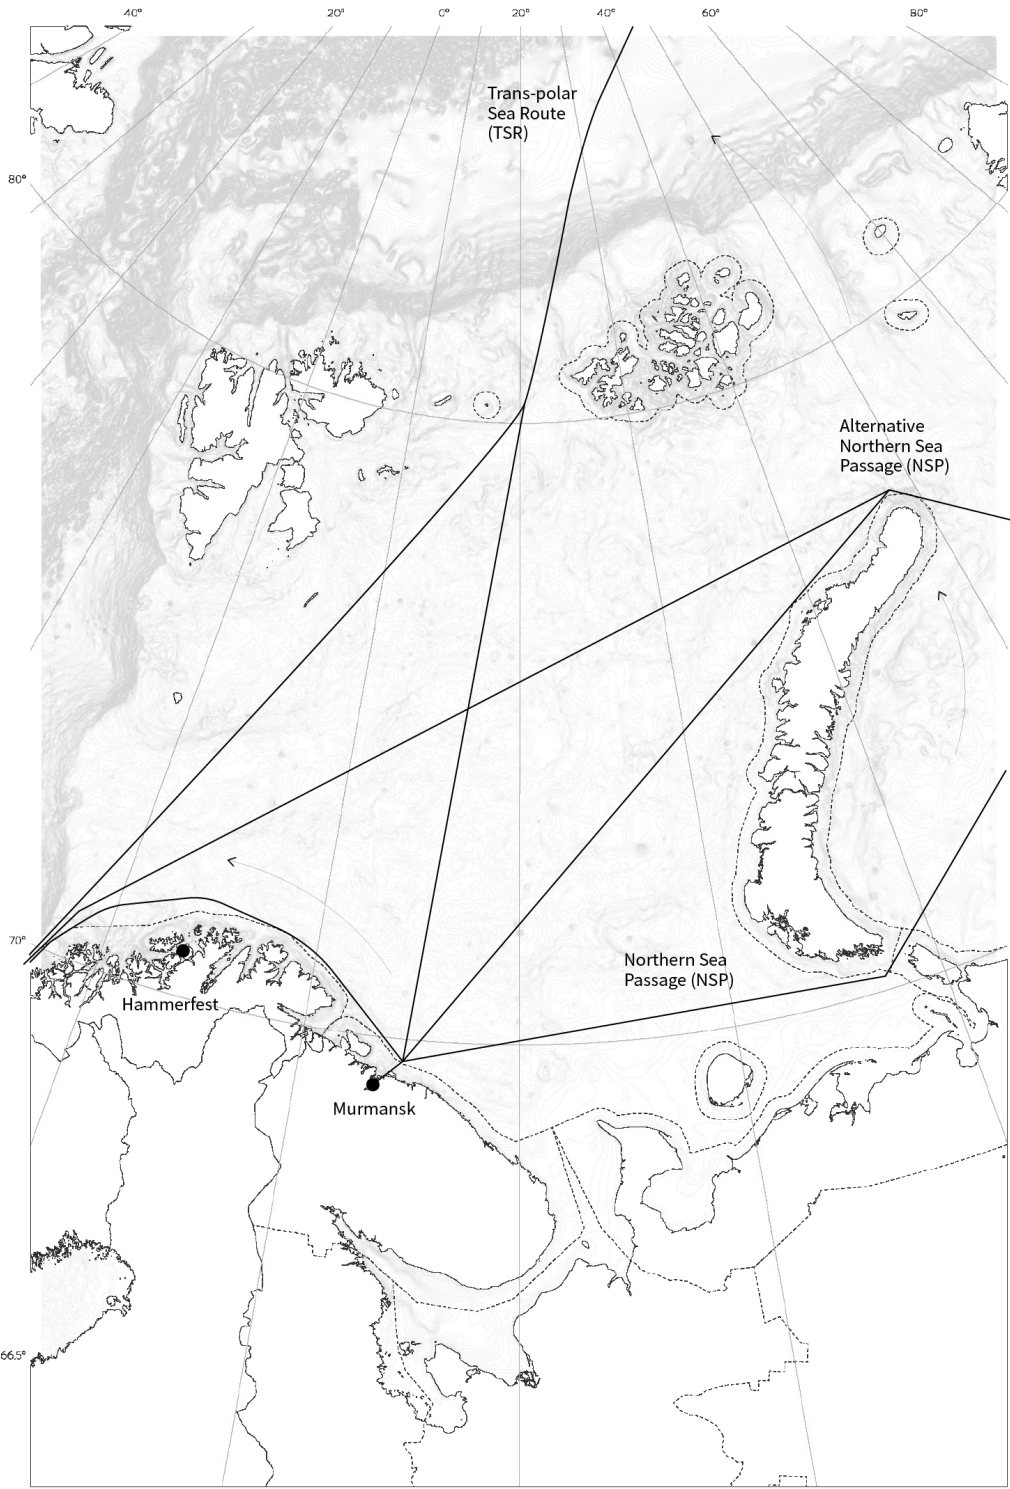 40°
20°
0°
20°
40°
60°
80°
Trans-polar
Sea Route
(TSR)
80°
Alternative
Northern Sea
Passage (NSP)
70°
Northern Sea
Passage (NSP)
Hammerfest
Murmansk
66.5°